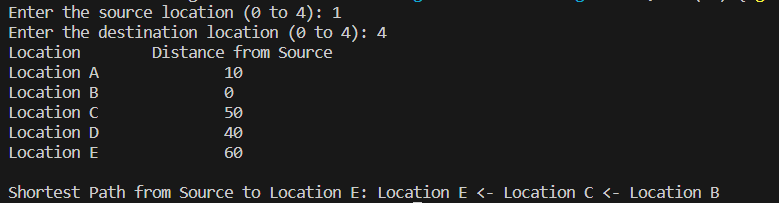 Enter the source location (0 to 4): 1
Enter the destination location (0 to 4): 4
Location        Distance from Source
Location A              10
Location B              0
Location C              50
Location D              40
Location E              60
Shortest Path from Source to Location E: Location E <- Location C <- Location B